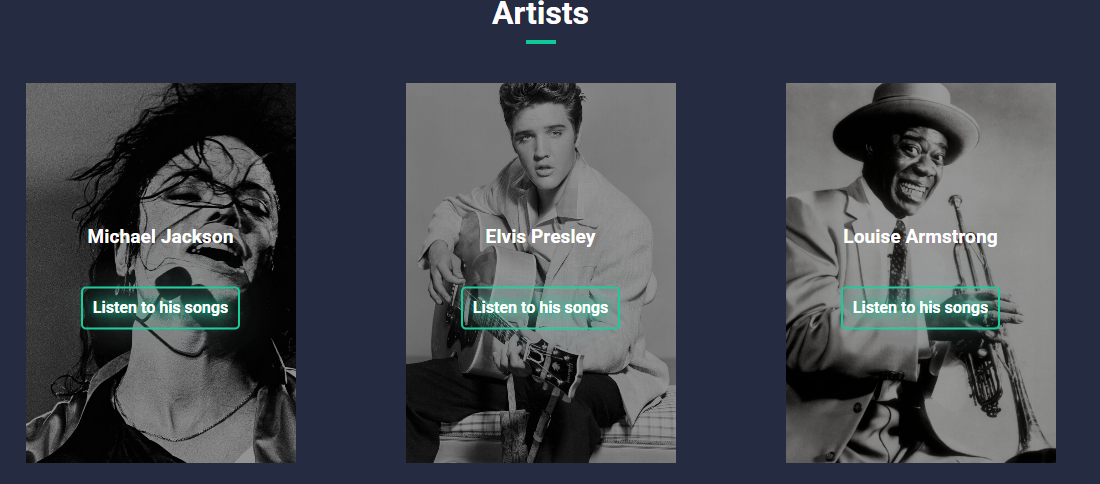 Artists
Michael Jackson
Elvis Presley
Louise Armstrong
Listen to his songs
Listen to his songs
Listen to his songs